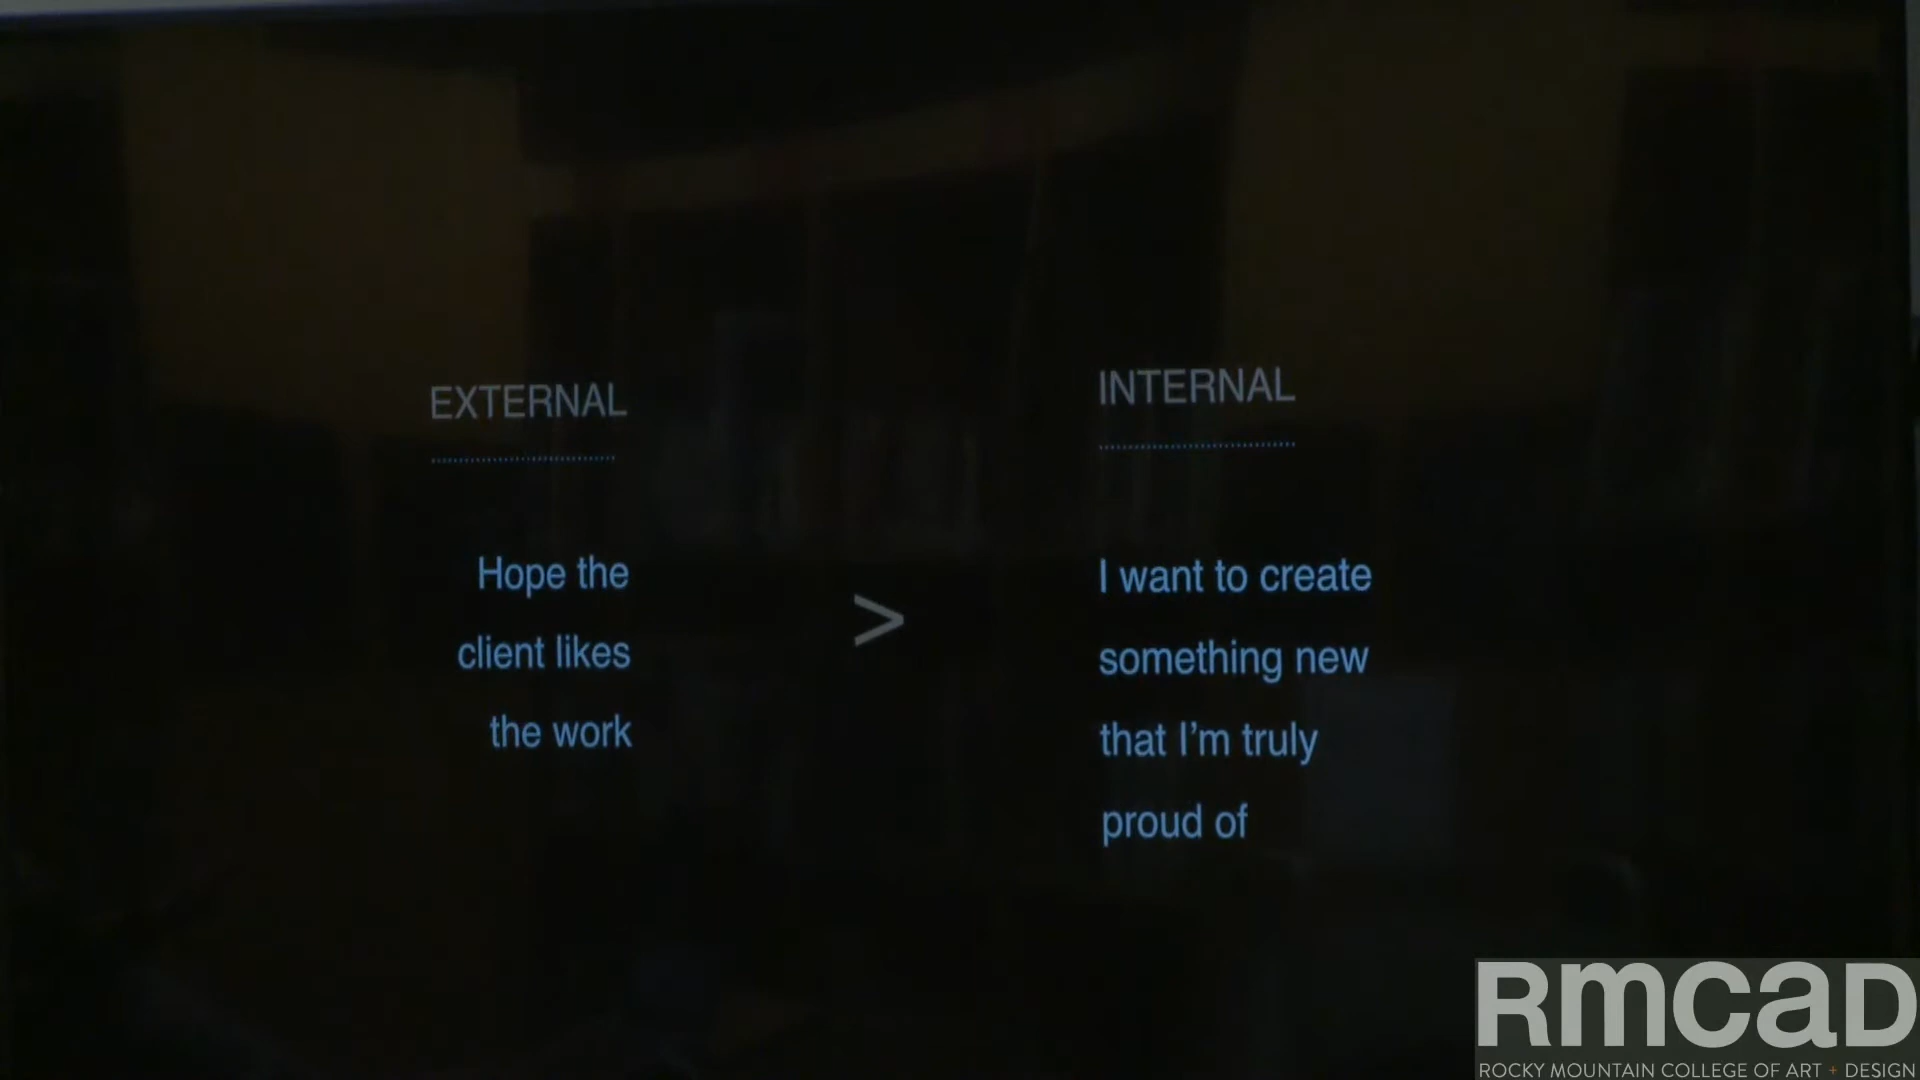 EXTERNAL
Hope the
client likes
the work
>
INTERNAL
I want to create
something new
that I'm truly
proud of
RMCAD
ROCKY MOUNTAIN COLLEGE OF ART + DESIGN